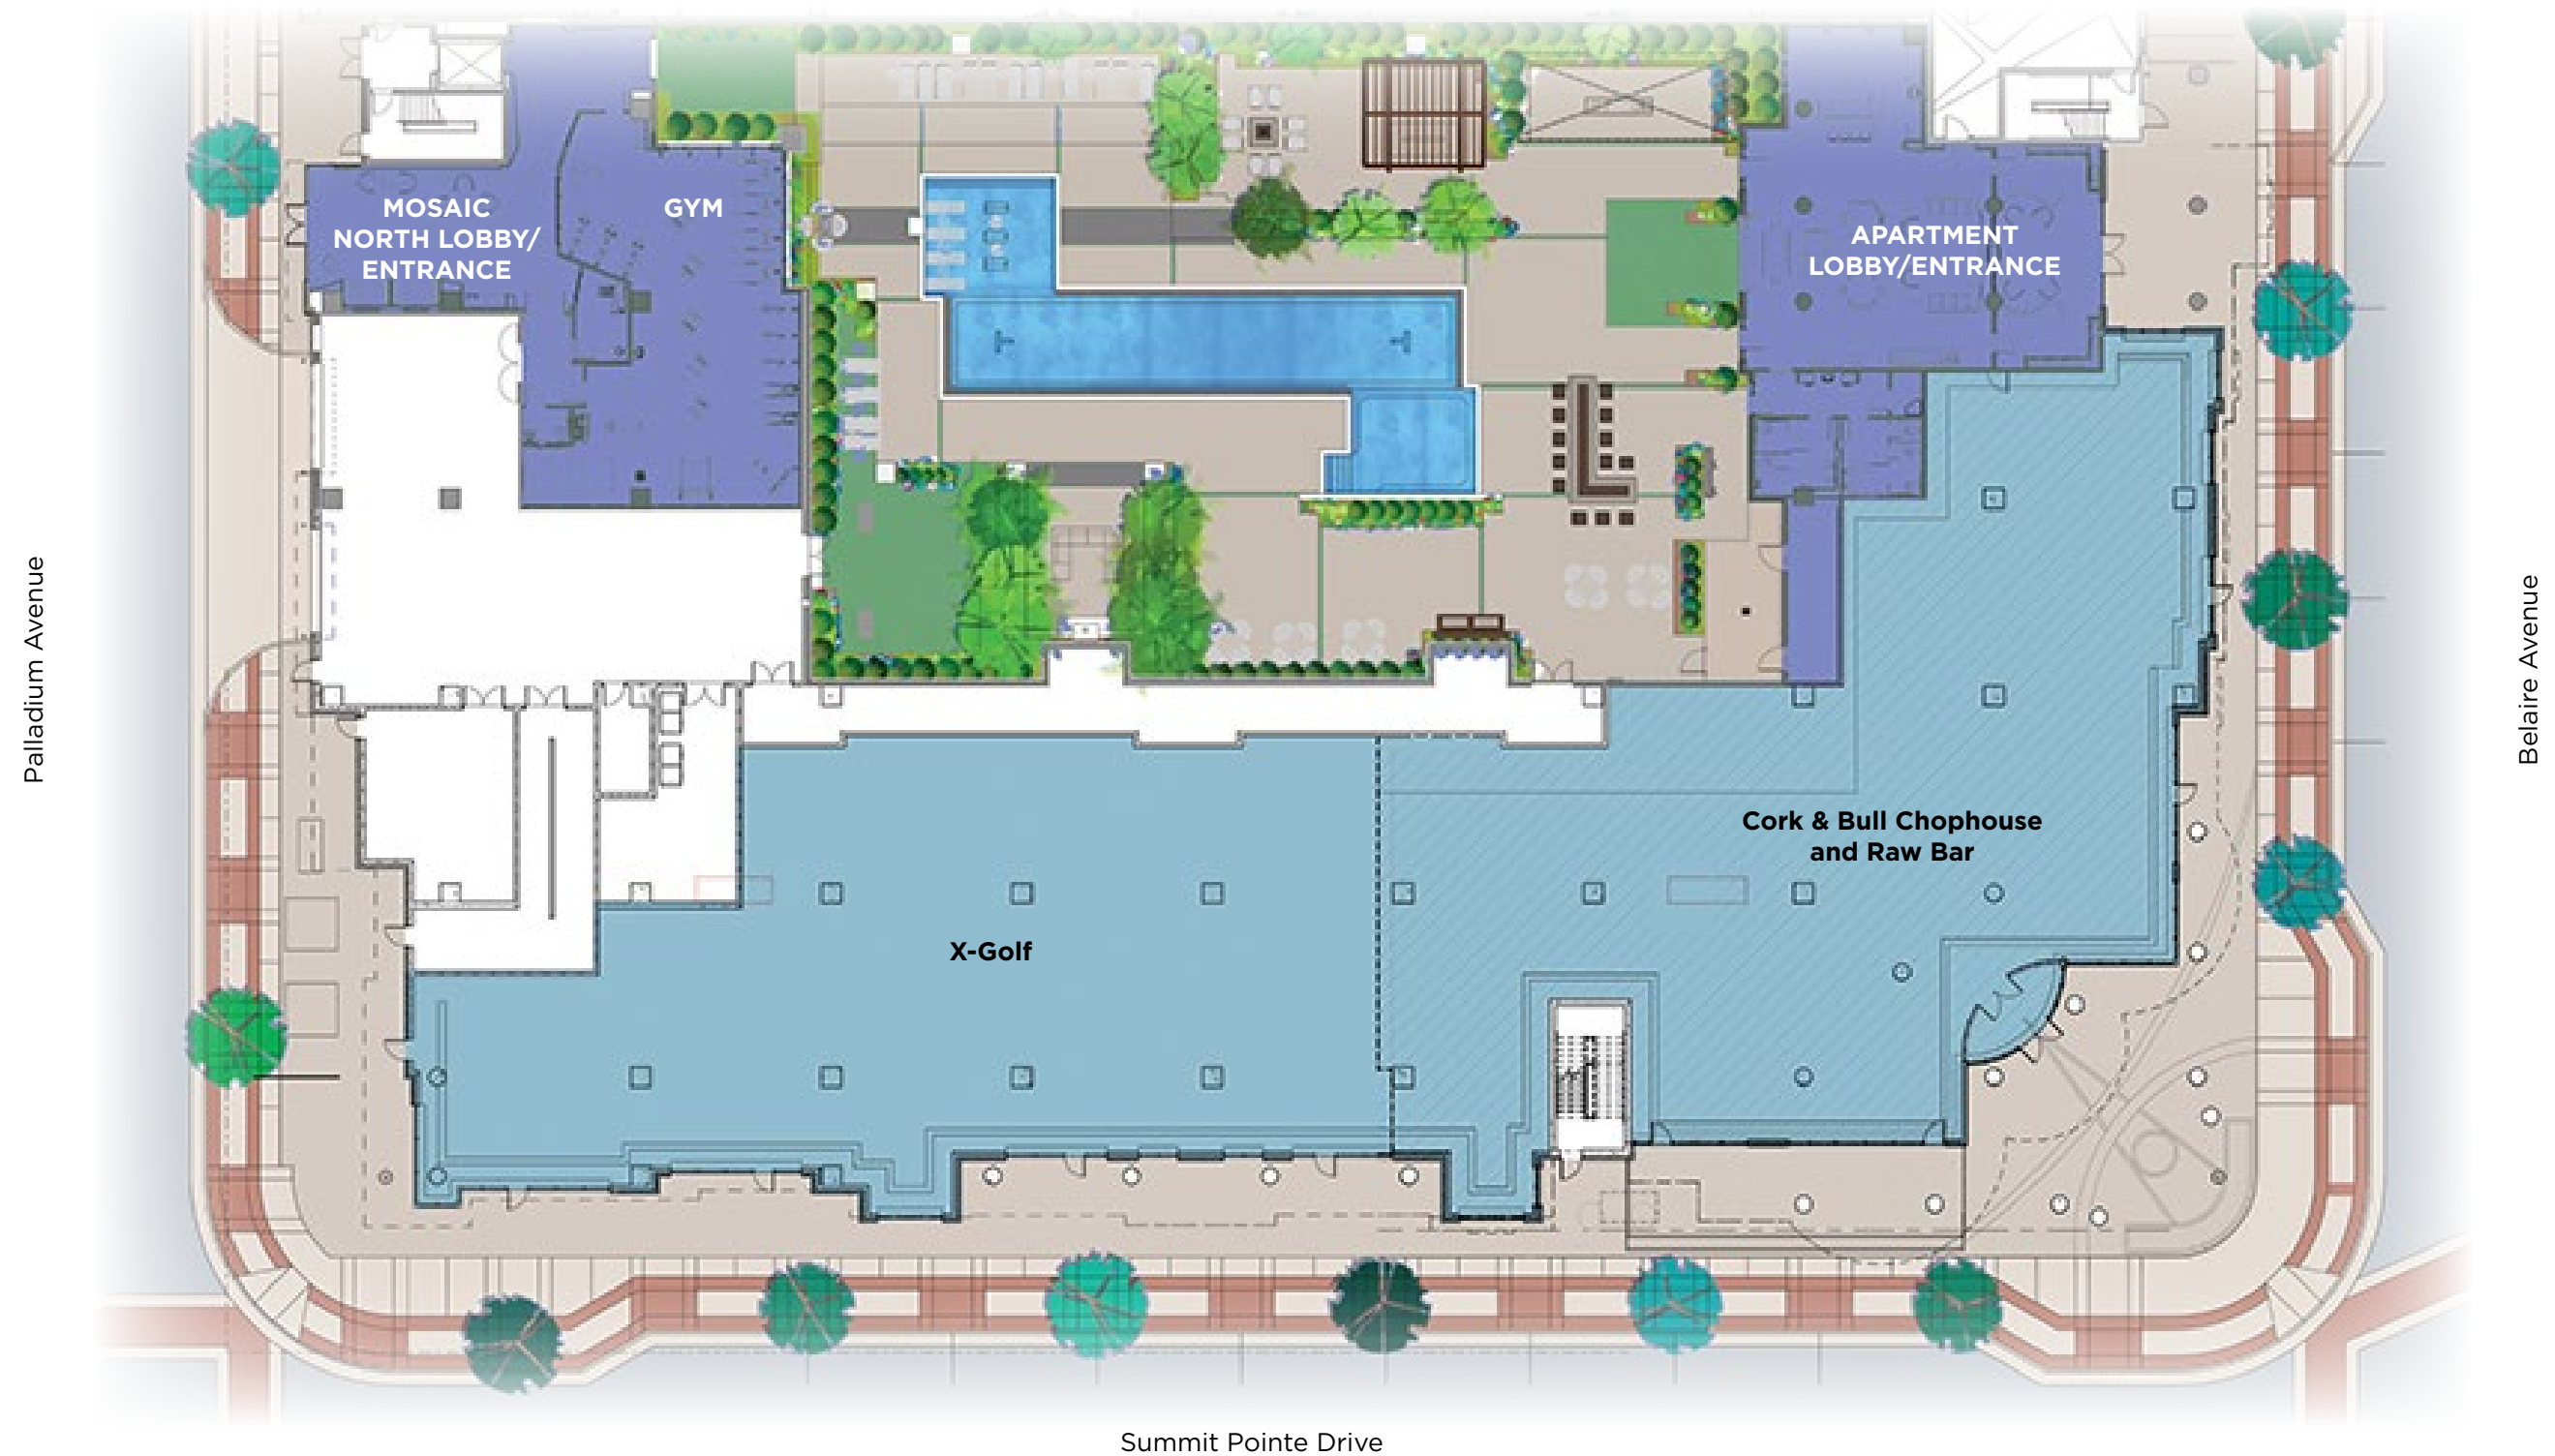 MOSAIC
NORTH LOBBY/
ENTRANCE
GYM
APARTMENT
LOBBY/ENTRANCE
Palladium Avenue
Belaire Avenue
Cork & Bull Chophouse
and Raw Bar
X-Golf
Summit Pointe Drive